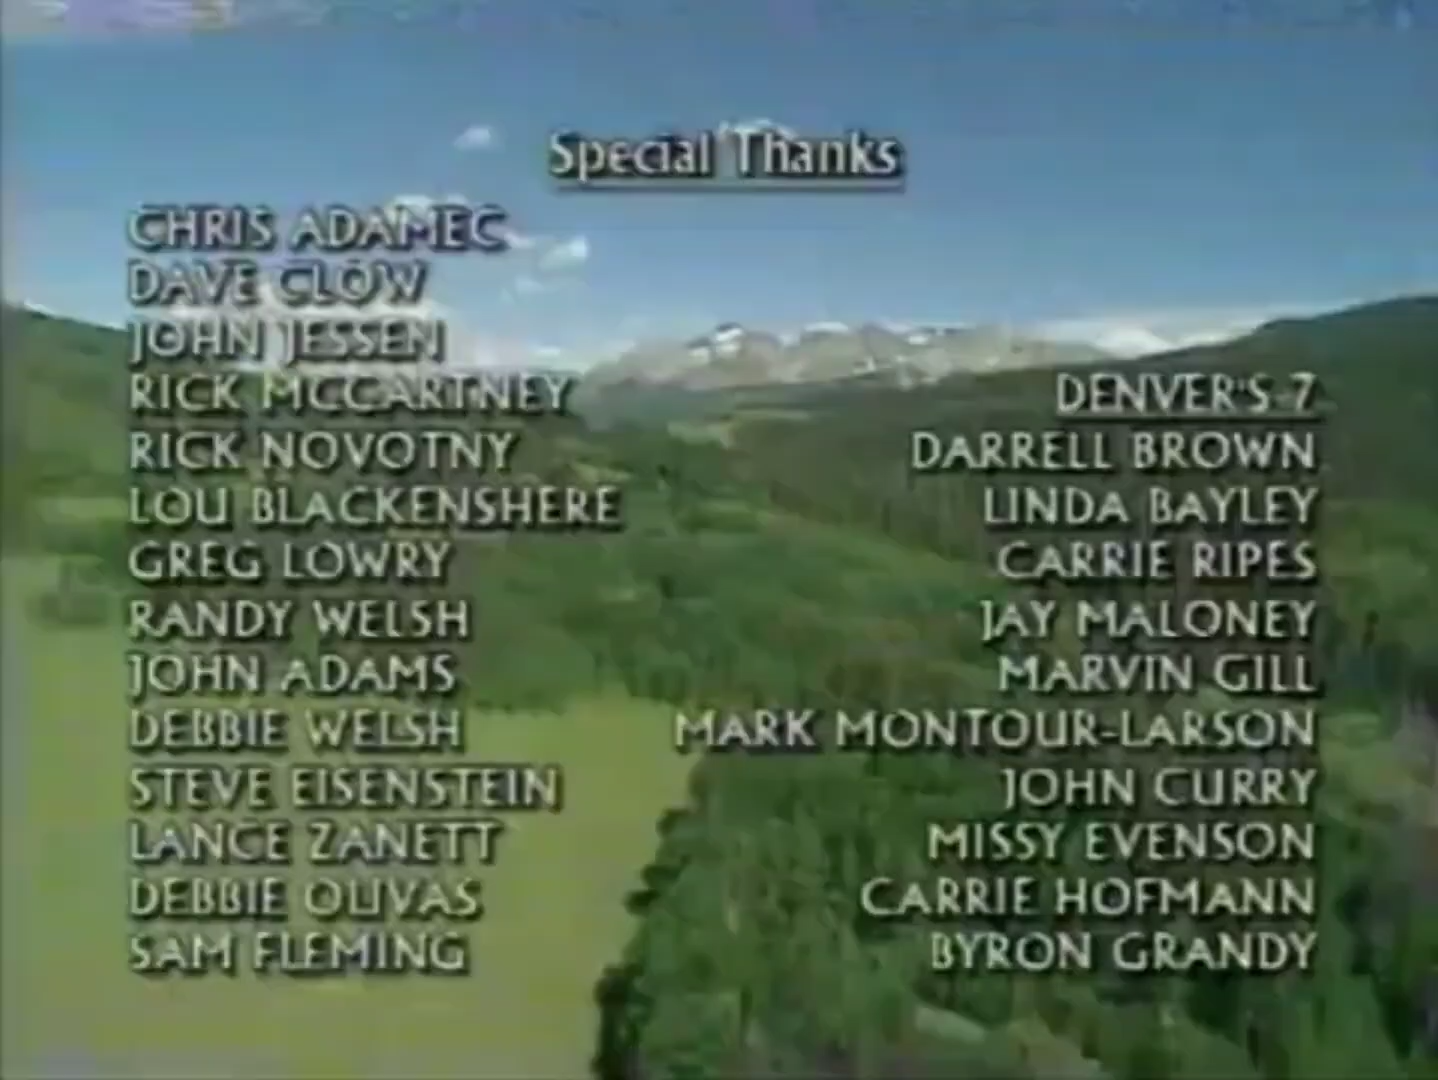 Special Thanks
CHRIS ADAMEC
DAVE CLOW
JOHN JESSEN
RICK MCCARTNEY
RICK NOVOTNY
LOU BLACKENSHERE
GREG LOWRY
RANDY WELSH
JOHN ADAMS
DEBBIE WELSH
STEVE EISENSTEIN
LANCE ZANETT
DEBBIE OLIVAS
SAM FLEMING
DENVER'S 7
DARRELL BROWN
LINDA BAYLEY
CARRIE RIPES
JAY MALONEY
MARVIN GILL
MARK MONTOUR-LARSON
JOHN CURRY
MISSY EVENSON
CARRIE HOFMANN
BYRON GRANDY